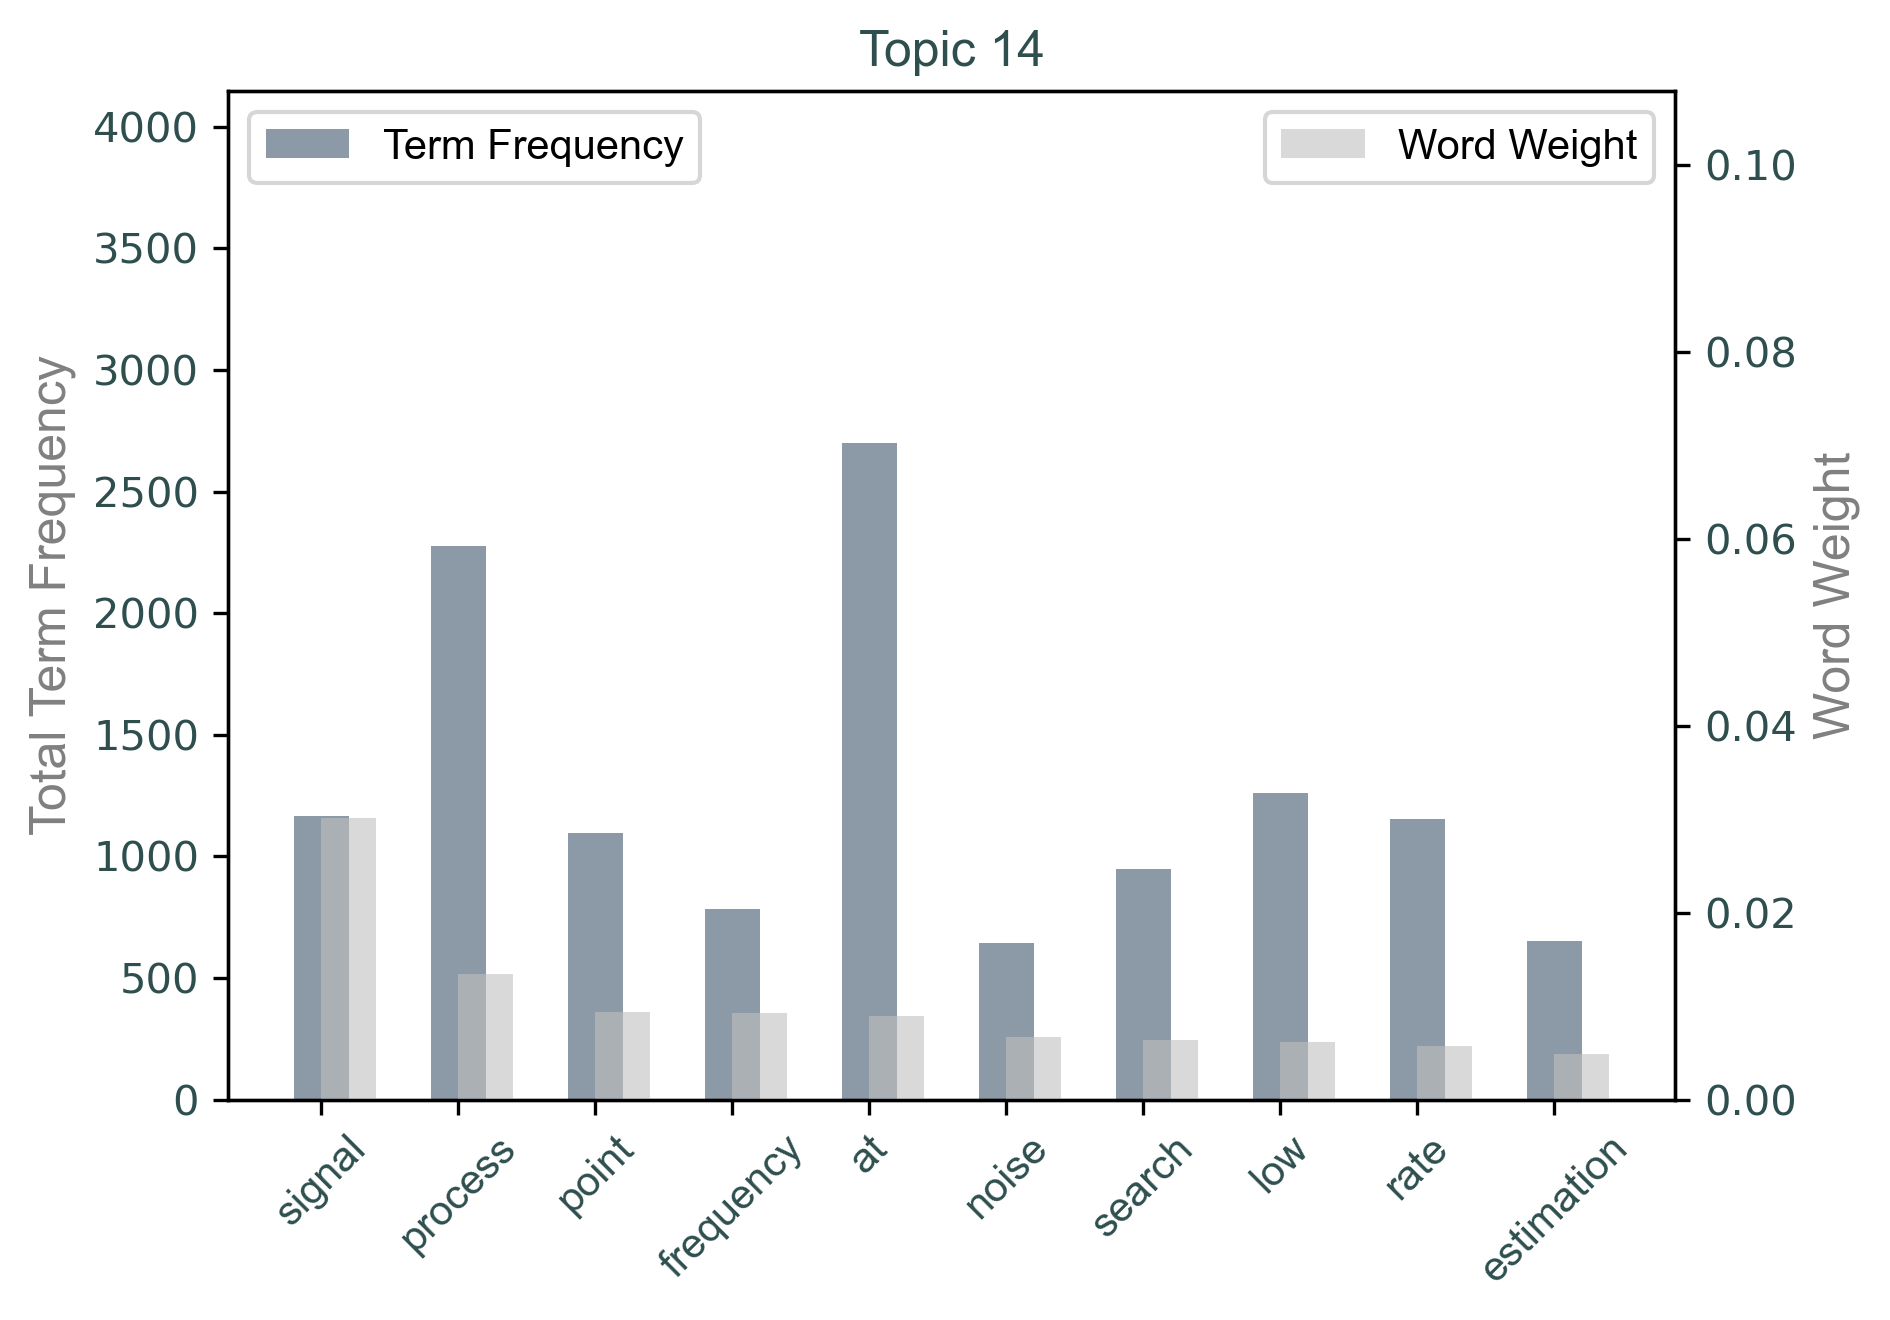 Topic 14
Term Frequency
Word Weight
4000
3500
3000
2500
2000
1500
1000
500
0
Total Term Frequency
0.10
0.08
0.06
0.04
0.02
0.00
Word Weight
signal
process
point
frequency
at
noise
search
low
rate
estimation